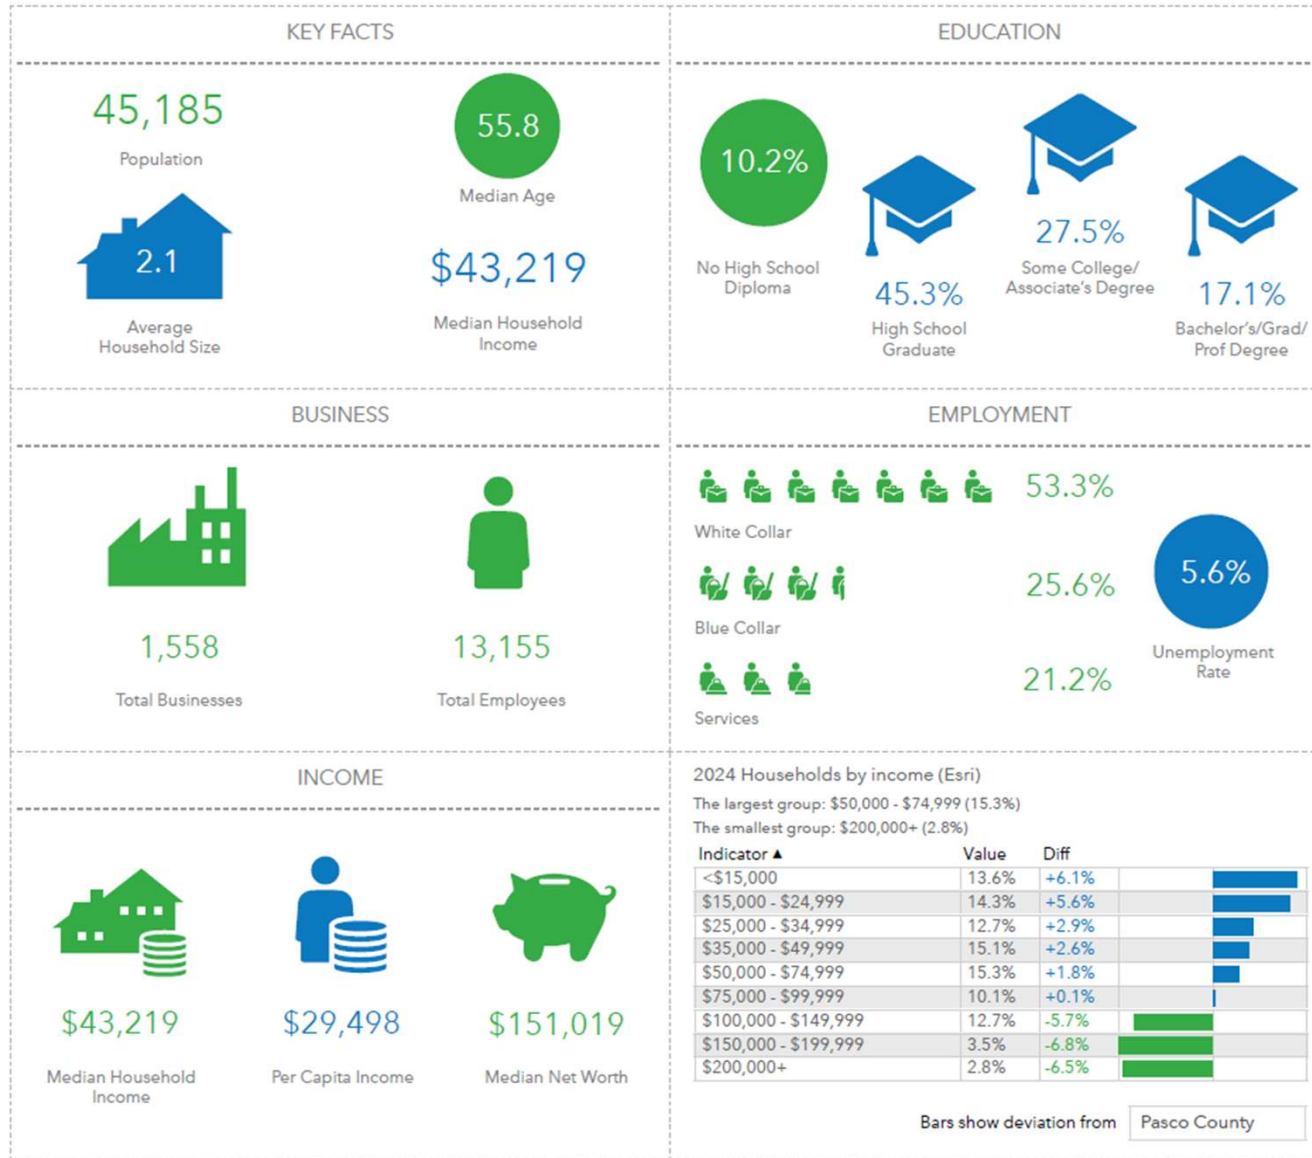 KEY FACTS
45,185
Population
55.8
Median Age
2.1
Average
Household Size
$43,219
Median Household
Income
EDUCATION
10.2%
No High School
Diploma
45.3%
High School
Graduate
27.5%
Some College/
Associate's Degree
17.1%
Bachelor's/Grad/
Prof Degree
BUSINESS
1,558
Total Businesses
13,155
Total Employees
EMPLOYMENT
53.3%
White Collar
25.6%
Blue Collar
21.2%
Services
5.6%
Unemployment
Rate
INCOME
$43,219
Median Household
Income
$29,498
Per Capita Income
$151,019
Median Net Worth
2024 Households by income (Esri)
The largest group: $50,000 - $74,999 (15.3%)
The smallest group: $200,000+ (2.8%)
Indicator ▲ Value Diff
<$15,000 13.6% +6.1%
$15,000 - $24,999 14.3% +5.6%
$25,000 - $34,999 12.7% +2.9%
$35,000 - $49,999 15.1% +2.6%
$50,000 - $74,999 15.3% +1.8%
$75,000 - $99,999 10.1% +0.1%
$100,000 - $149,999 12.7% -5.7%
$150,000 - $199,999 3.5% -6.8%
$200,000+ 2.8% -6.5%
Bars show deviation from Pasco County